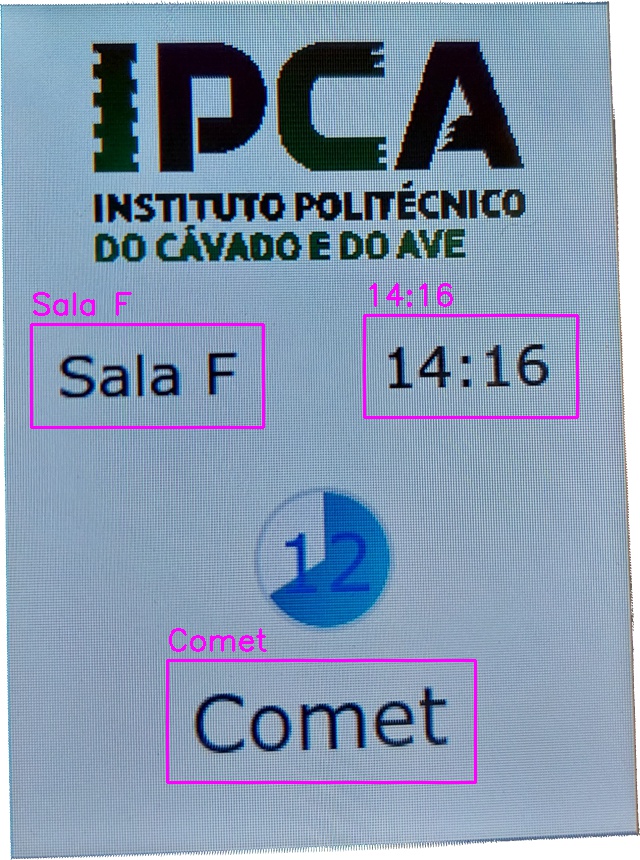 IPCA
INSTITUTO POLITÉCNICO
DO CÁVADO E DO AVE
Sala F 14:16
Sala F 14:16
12
Comet
Comet